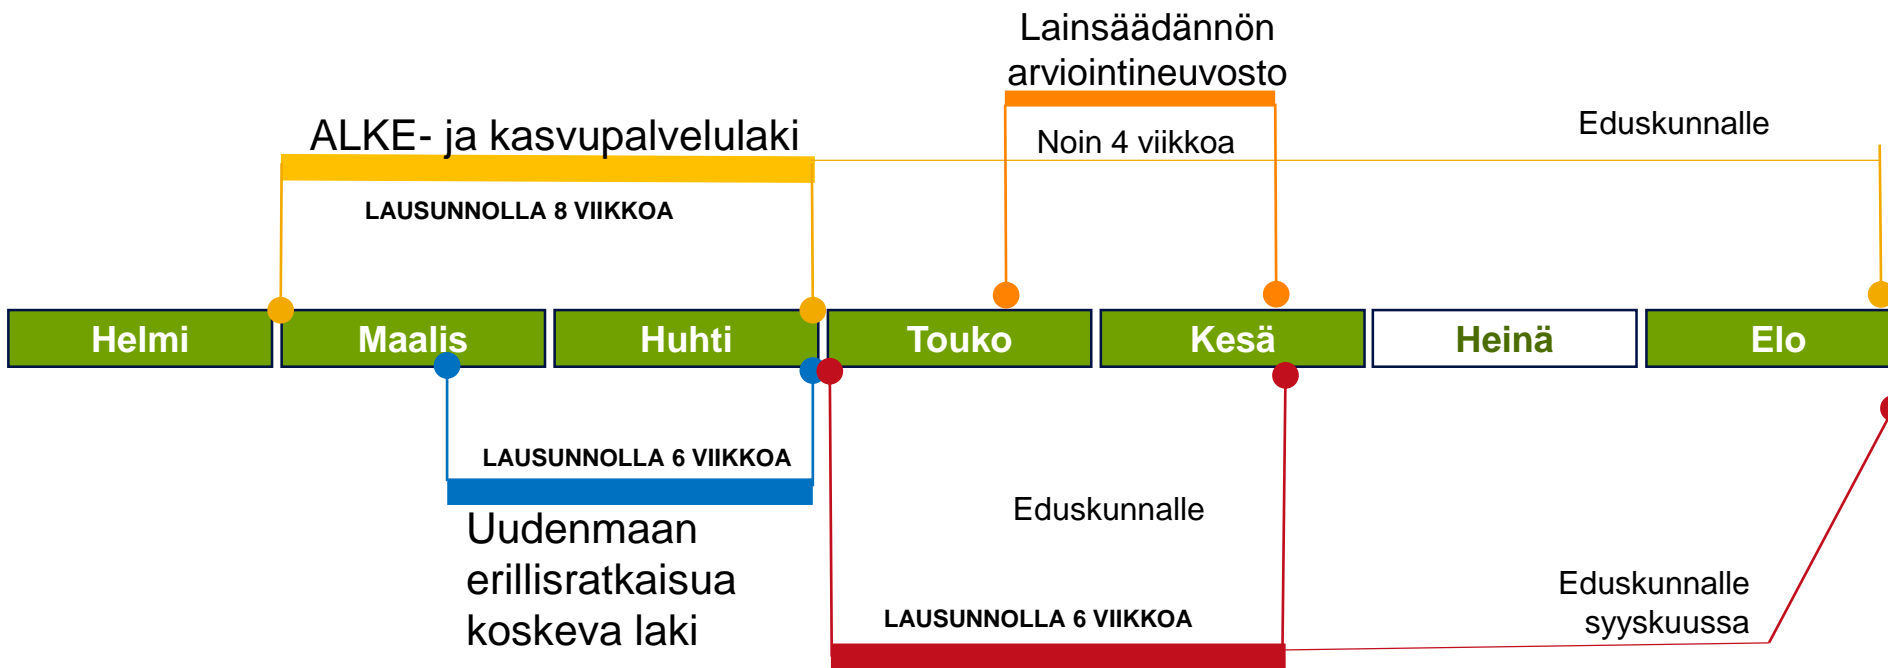 Lainsäädännön
arviointineuvosto
Eduskunnalle
ALKE- ja kasvupalvelulaki
Noin 4 viikkoa
LAUSUNNOLLA 8 VIIKKOA
Helmi
Maalis
Huhti
Touko
Kesä
Heinä
Elo
LAUSUNNOLLA 6 VIIKKOA
Uudenmaan
erillisratkaisua
koskeva laki
Eduskunnalle
LAUSUNNOLLA 6 VIIKKOA
Eduskunnalle
syyskuussa